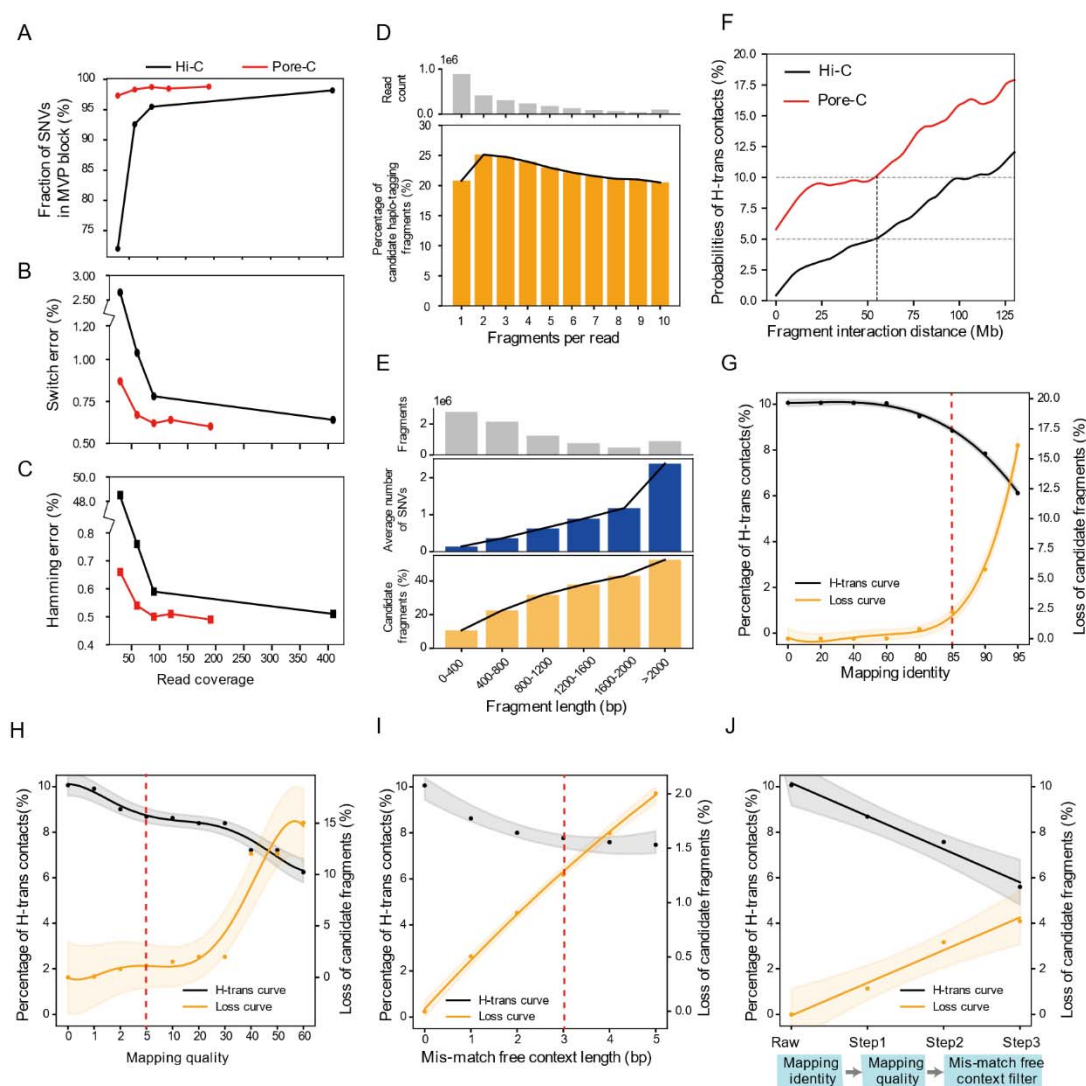 A
Hi-C
Pore-C
Fraction of SNVs
in MVP block (%)
100
95
90
85
80
75
B
Switch error (%)
3.00
2.50
1.20
1.00
0.75
0.50
C
Hamming error (%)
50.0
48.0
0.8
0.7
0.6
0.5
0.4
50 100 150 200 250 300 350 400
Read coverage
D
1e6
Read
count
1.0
0.0
Percentage of
candidate haplo-tagging
fragments (%)
30
25
20
15
10
5
0
1 2 3 4 5 6 7 8 9 10
Fragments per read
E
1e6
Fragments
2
0
Average number
of SNVs
2
1
0
Candidate
fragments (%)
40
20
0
0-400 400-800 800-1200 1200-1600 1600-2000 >2000
Fragment length (bp)
F
Hi-C
Pore-C
Probabilities of H-trans contacts (%)
20.0
17.5
15.0
12.5
10.0
7.5
5.0
2.5
0.0
0 25 50 75 100 125
Fragment interaction distance (Mb)
G
Percentage of H-trans contacts(%)
10
8
6
4
2
0
H-trans curve
Loss curve
20.0
17.5
15.0
12.5
10.0
7.5
5.0
2.5
0.0
Loss of candidate fragments (%)
0 20 40 60 80 85 90 95
Mapping identity
H
Percentage of H-trans contacts(%)
10
8
6
4
2
0
H-trans curve
Loss curve
15
10
5
0
Loss of candidate fragments (%)
0 1 2 5 10 20 30 40 50 60
Mapping quality
I
Percentage of H-trans contacts(%)
10
8
6
4
2
0
H-trans curve
Loss curve
2.0
1.5
1.0
0.5
0.0
Loss of candidate fragments (%)
0 1 2 3 4 5
Mis-match free context length (bp)
J
Percentage of H-trans contacts(%)
10
8
6
4
2
0
H-trans curve
Loss curve
10
8
6
4
2
0
Loss of candidate fragments (%)
Raw Step1 Step2 Step3
Mapping
identity
Mapping
quality
Mis-match free
context filter